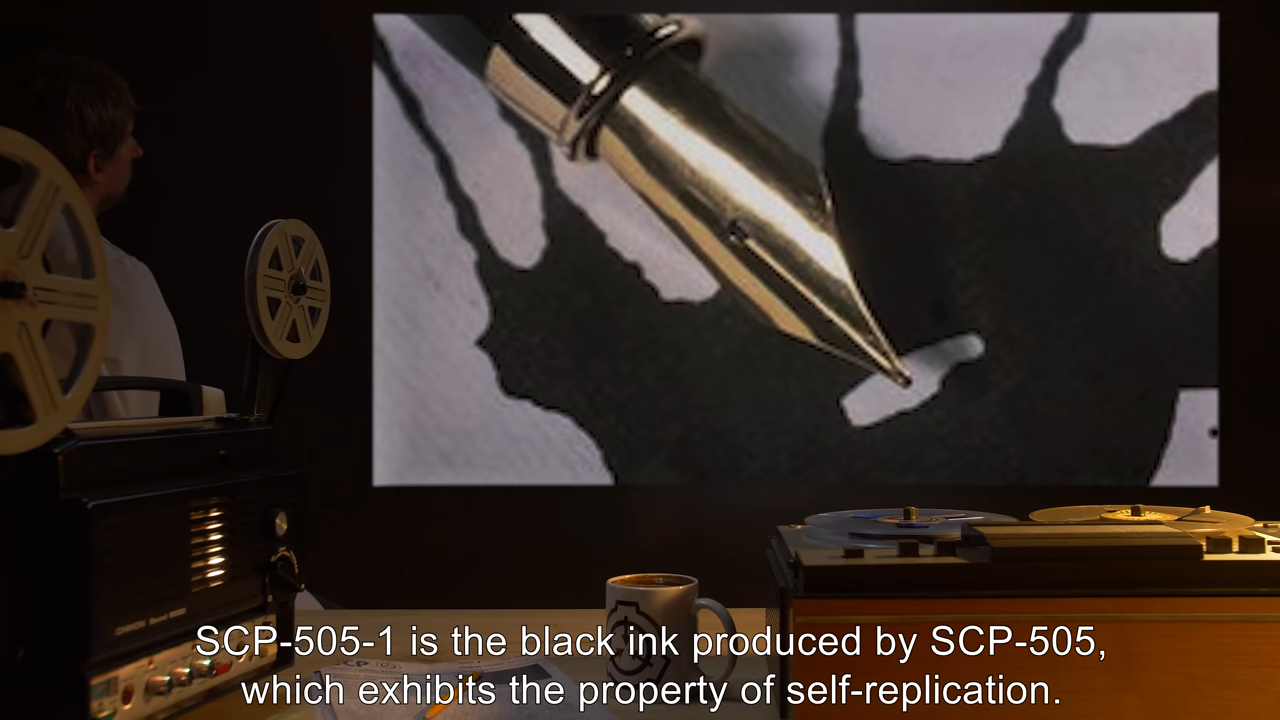 SCP-505-1 is the black ink produced by SCP-505,
which exhibits the property of self-replication.